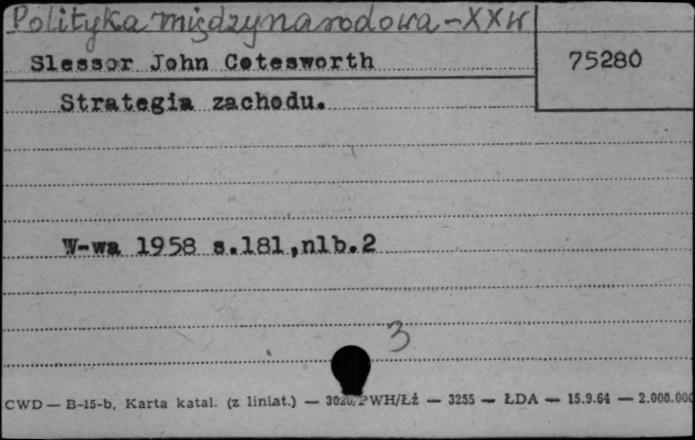 Polityka międzynarodowa - XX w
Slessor John Cotesworth
75280
Strategia zachodu.
W-wa 1958 s.181,nlb.2
3
CWD — B-15-b, Karta katal. (z liniat.) — 3020/PWH/Łź — 3255 — ŁDA — 15.9.64 — 2.000.000